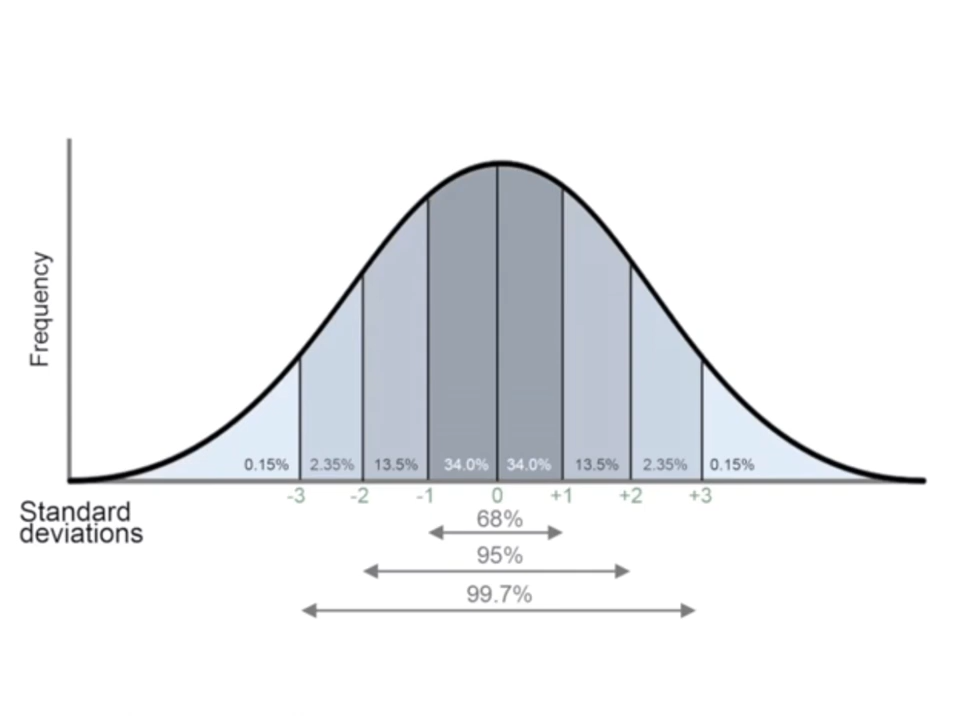 Frequency
0.15% 2.35% 13.5% 34.0% 34.0% 13.5% 2.35% 0.15%
-3 -2 -1 0 +1 +2 +3
Standard
deviations
68%
95%
99.7%